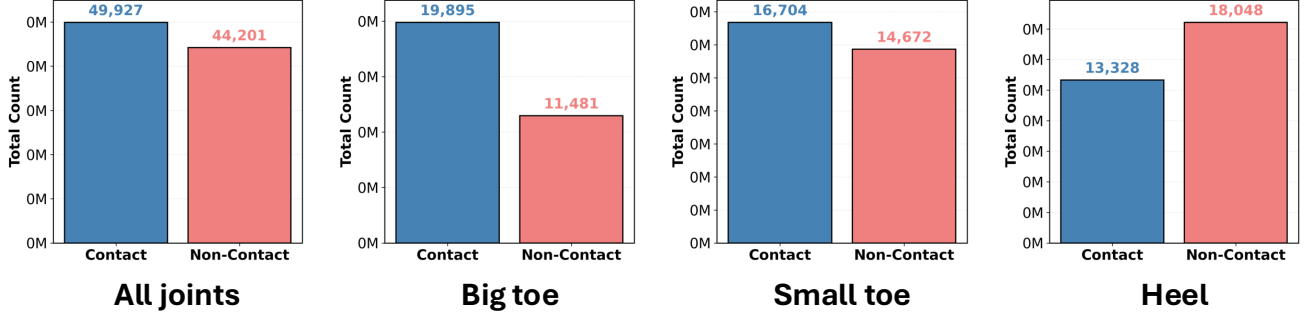 49,927
44,201
Total Count
0M
0M
0M
0M
0M
0M
Contact
Non-Contact
All joints
19,895
11,481
Total Count
0M
0M
0M
0M
0M
Contact
Non-Contact
Big toe
16,704
14,672
Total Count
0M
0M
0M
0M
0M
0M
0M
Contact
Non-Contact
Small toe
13,328
18,048
Total Count
0M
0M
0M
0M
0M
0M
0M
0M
Contact
Non-Contact
Heel